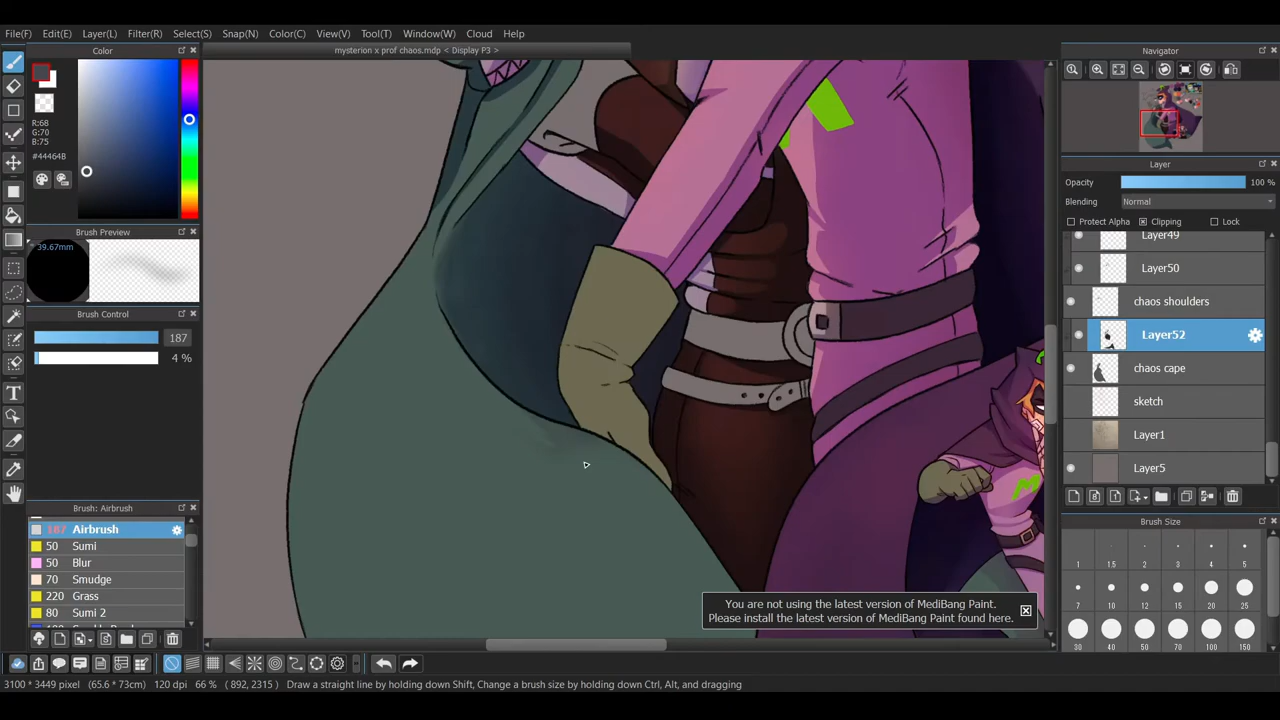 File(F) Edit(E) Layer(L) Filter(R) Select(S) Snap(N) Color(C) View(V) Tool(T) Window(W) Cloud Help
Color
mysterion x prof chaos.mdp < Display P3 >
Navigator
R:68
G:70
B:75
#44464B
Brush Preview
39.67mm
Brush Control
187
4 %
Brush: Airbrush
187 Airbrush
50 Sumi
50 Blur
70 Smudge
220 Grass
80 Sumi 2
Layer
Opacity 100 %
Blending Normal
Protect Alpha Clipping Lock
Layer49
Layer50
chaos shoulders
Layer52
chaos cape
sketch
Layer1
Layer5
Brush Size
1 1.5 2 3 4 5
7 10 12 15 20 25
30 40 50 70 100 150
You are not using the latest version of MediBang Paint.
Please install the latest version of MediBang Paint found here.
3100 * 3449 pixel (65.6 * 73cm) 120 dpi 66 % ( 892, 2315 ) Draw a straight line by holding down Shift, Change a brush size by holding down Ctrl, Alt, and dragging